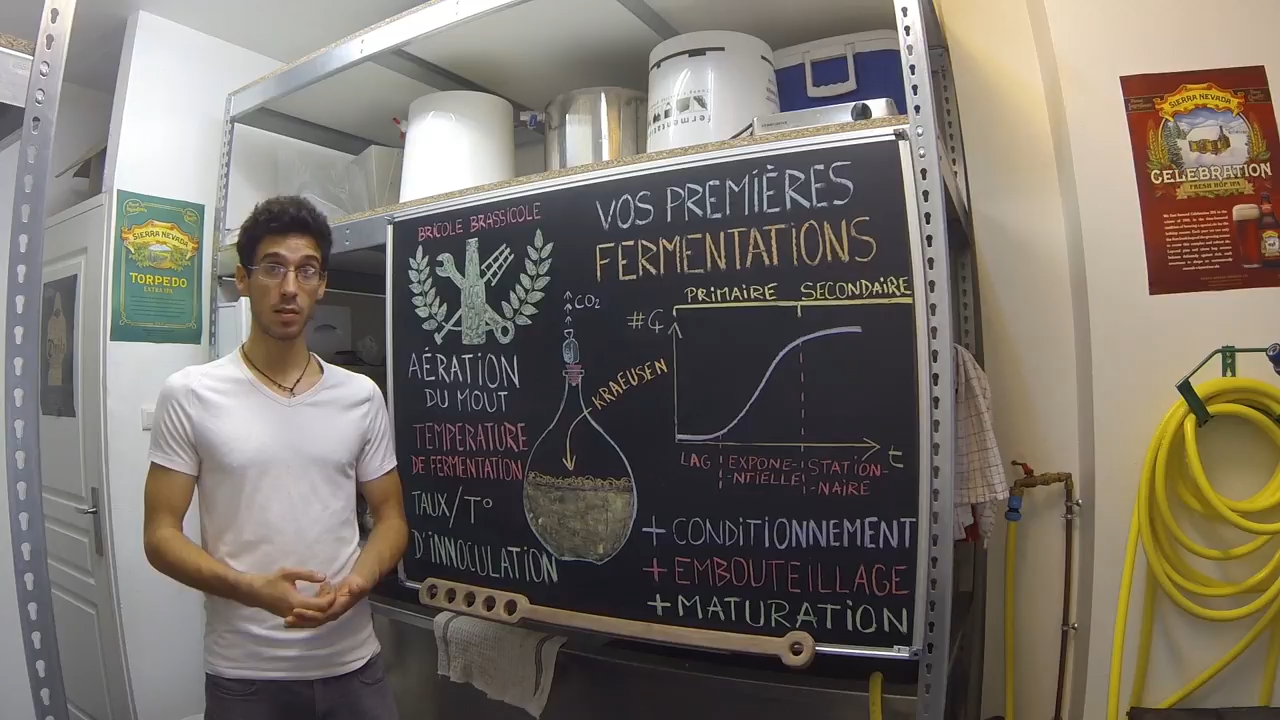 BRICOLE BRASSICOLE
VOS PREMIÈRES
FERMENTATIONS
PRIMAIRE SECONDAIRE
CO2
#G
KRAEUSEN
t
LAG
EXPONE-
-NTIELLE
STATION-
-NAIRE
AÉRATION
DU MOUT
TEMPERATURE
DE FERMENTATION
TAUX/T°
D'INNOCULATION
+ CONDITIONNEMENT
+ EMBOUTEILLAGE
+ MATURATION
SIERRA NEVADA
TORPEDO
EXTRA IPA
SIERRA NEVADA
CELEBRATION
FRESH HOP IPA